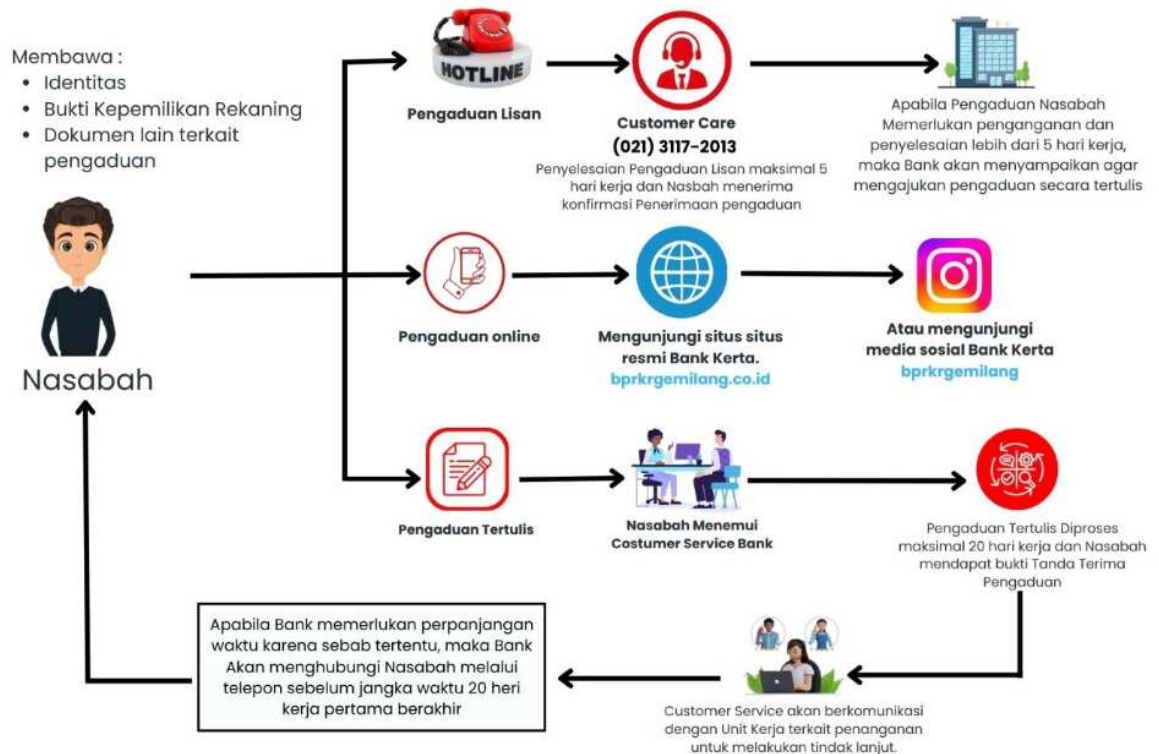 Membawa :
• Identitas
• Bukti Kepemilikan Rekaning
• Dokumen lain terkait
pengaduan
Nasabah
HOTLINE
Pengaduan Lisan
Customer Care
(021) 3117-2013
Penyelesaian Pengaduan Lisan maksimal 5
hari kerja dan Nasbah menerima
konfirmasi Penerimaan pengaduan
Apabila Pengaduan Nasabah
Memerlukan penganganan dan
penyelesaian lebih dari 5 hari kerja,
maka Bank akan menyampaikan agar
mengajukan pengaduan secara tertulis
Pengaduan online
Mengunjungi situs situs
resmi Bank Kerta.
bprkrgemilang.co.id
Atau mengunjungi
media sosial Bank Kerta
bprkrgemilang
Pengaduan Tertulis
Nasabah Menemui
Costumer Service Bank
Pengaduan Tertulis Diproses
maksimal 20 hari kerja dan Nasabah
mendapat bukti Tanda Terima
Pengaduan
Customer Service akan berkomunikasi
dengan Unit Kerja terkait penanganan
untuk melakukan tindak lanjut.
Apabila Bank memerlukan perpanjangan
waktu karena sebab tertentu, maka Bank
Akan menghubungi Nasabah melalui
telepon sebelum jangka waktu 20 heri
kerja pertama berakhir